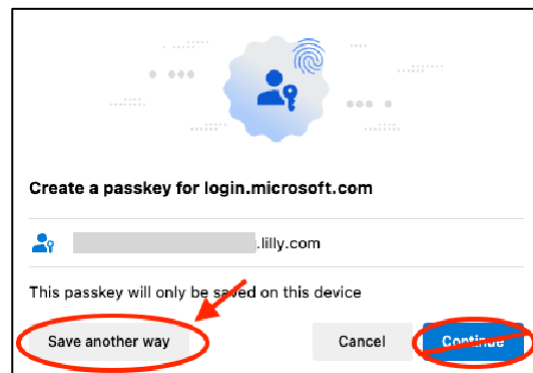 Create a passkey for login.microsoft.com
.lilly.com
This passkey will only be saved on this device
Save another way
Cancel
Continue